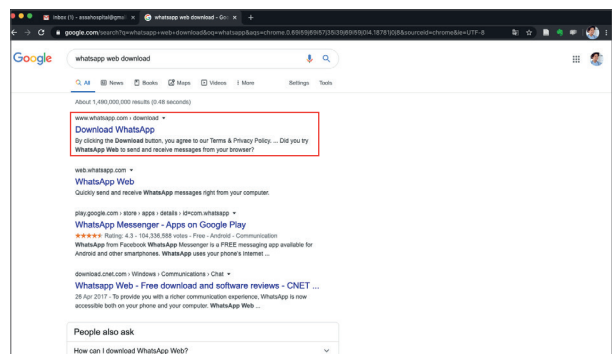 Inbox (1) - ssashospital@gmail
whatsapp web download - Goo
google.com/search?q=whatsapp+web+download&oq=whatsapp&aqs=chrome.0.69i59j69i57j35i39j69i59j0l4.18781j0j8&sourceid=chrome&ie=UTF-8
Google
whatsapp web download
All News Books Maps Videos More Settings Tools
About 1,490,000,000 results (0.48 seconds)
www.whatsapp.com › download
Download WhatsApp
By clicking the Download button, you agree to our Terms & Privacy Policy. ... Did you try
WhatsApp Web to send and receive messages from your browser?
web.whatsapp.com
WhatsApp Web
Quickly send and receive WhatsApp messages right from your computer.
play.google.com › store › apps › details › id=com.whatsapp
WhatsApp Messenger - Apps on Google Play
Rating: 4.3 - 104,336,588 votes - Free - Android - Communication
WhatsApp from Facebook WhatsApp Messenger is a FREE messaging app available for
Android and other smartphones. WhatsApp uses your phone's Internet ...
download.cnet.com › Windows › Communications › Chat
Whatsapp Web - Free download and software reviews - CNET ...
26 Apr 2017 - To provide you with a richer communication experience, WhatsApp is now
accessible both on your phone and your computer. WhatsApp Web ...
People also ask
How can I download WhatsApp Web?